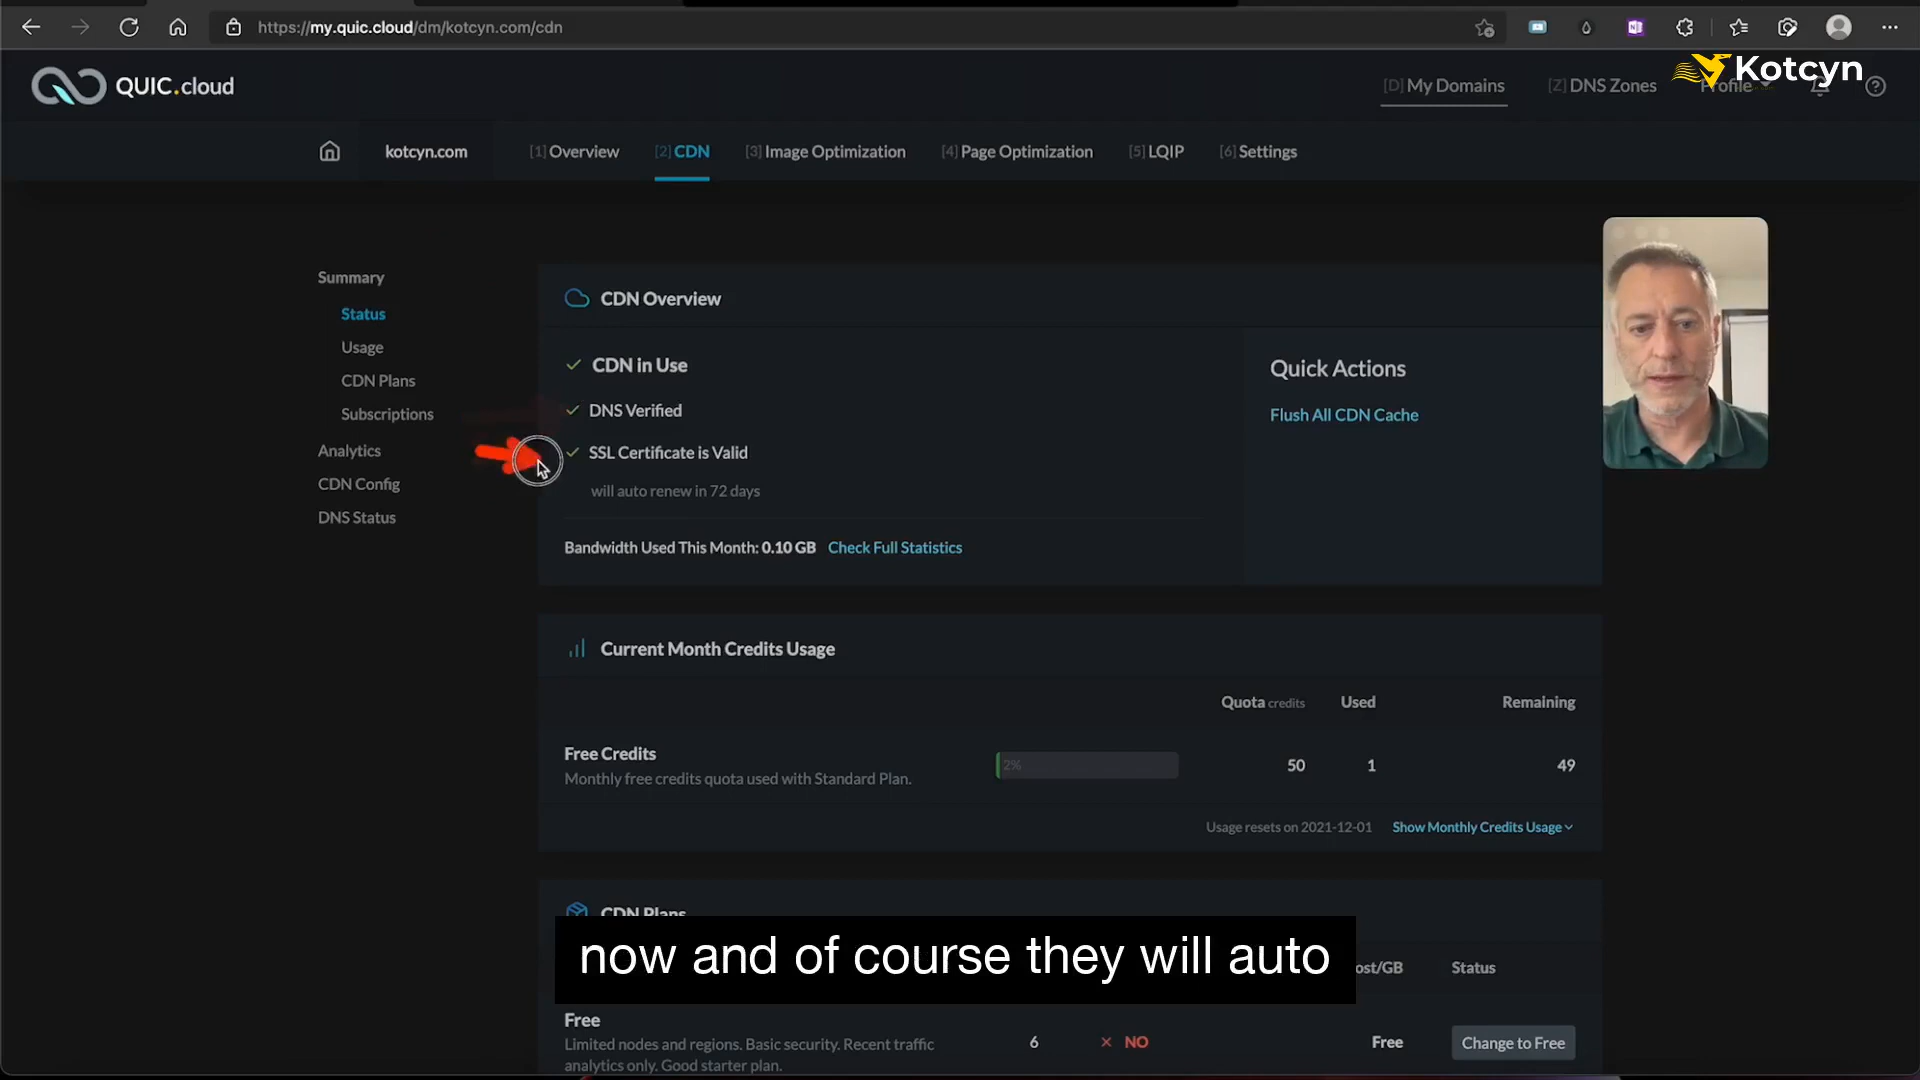 https://my.quic.cloud/dm/kotcyn.com/cdn
QUIC.cloud
[D] My Domains
[Z] DNS Zones
Profile
Kotcyn
kotcyn.com
[1] Overview
[2] CDN
[3] Image Optimization
[4] Page Optimization
[5] LQIP
[6] Settings
Summary
Status
Usage
CDN Plans
Subscriptions
Analytics
CDN Config
DNS Status
CDN Overview
CDN in Use
DNS Verified
SSL Certificate is Valid
will auto renew in 72 days
Bandwidth Used This Month: 0.10 GB Check Full Statistics
Quick Actions
Flush All CDN Cache
Current Month Credits Usage
Quota credits Used Remaining
Free Credits
Monthly free credits quota used with Standard Plan.
2% 50 1 49
Usage resets on 2021-12-01 Show Monthly Credits Usage
CDN Plans
now and of course they will auto
ost/GB Status
Free
Limited nodes and regions. Basic security. Recent traffic
analytics only. Good starter plan.
6 × NO Free Change to Free